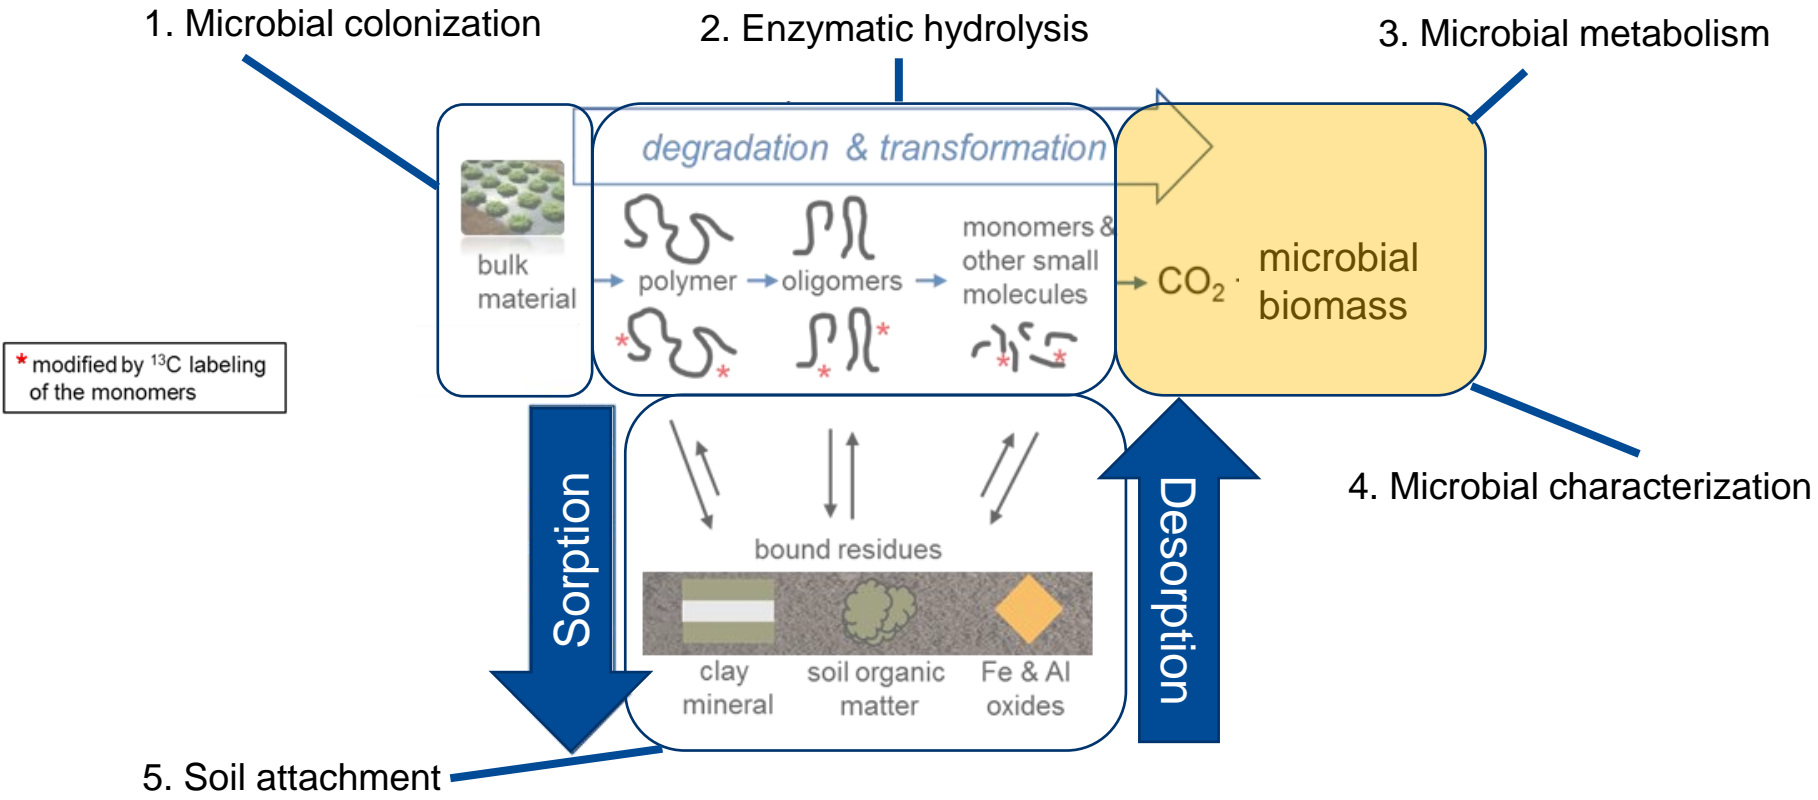 1. Microbial colonization
2. Enzymatic hydrolysis
3. Microbial metabolism
degradation & transformation
bulk
material
polymer
oligomers
monomers &
other small
molecules
CO₂
microbial
biomass
* modified by ¹³C labeling
of the monomers
* * * * * *
Sorption
Desorption
4. Microbial characterization
bound residues
clay
mineral
soil organic
matter
Fe & Al
oxides
5. Soil attachment